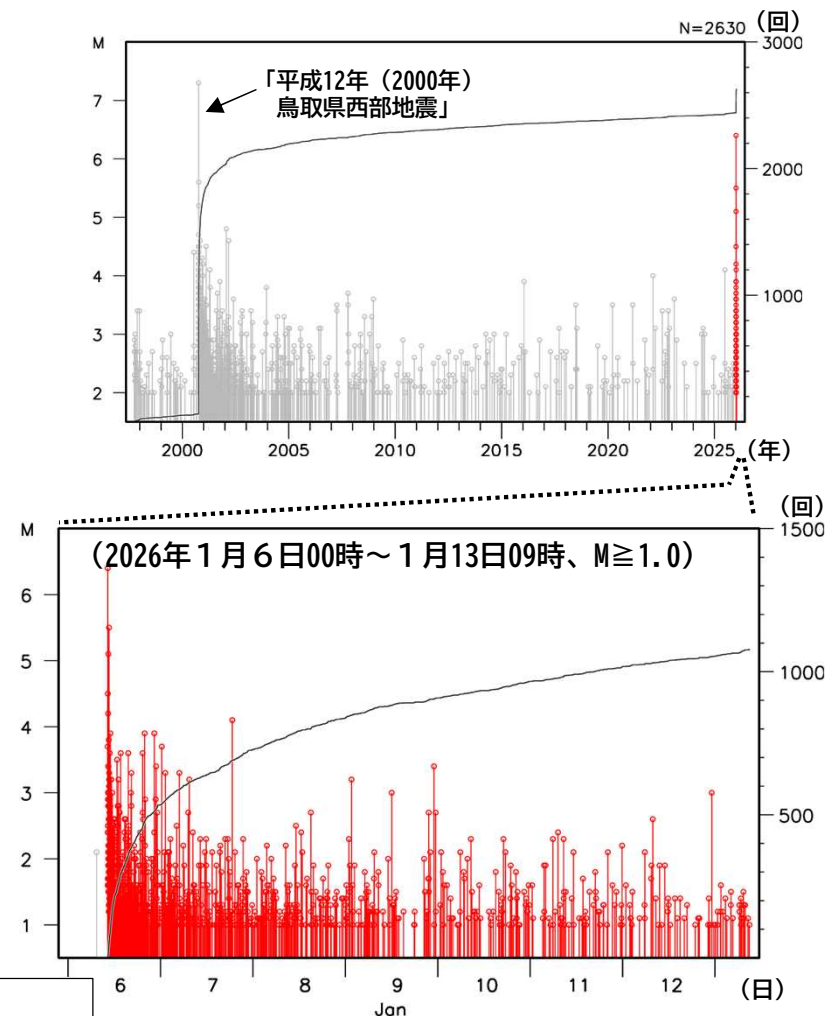 N=2630 (回)
M 3000
「平成12年（2000年）
鳥取県西部地震」
7
6
2000
5
4
1000
3
2
2000 2005 2010 2015 2020 2025 (年)
(回)
M 1500
（2026年１月６日00時～１月13日09時、M≧1.0）
6
5
1000
4
3
500
2
1
6 7 8 9 10 11 12 (日)
Jan